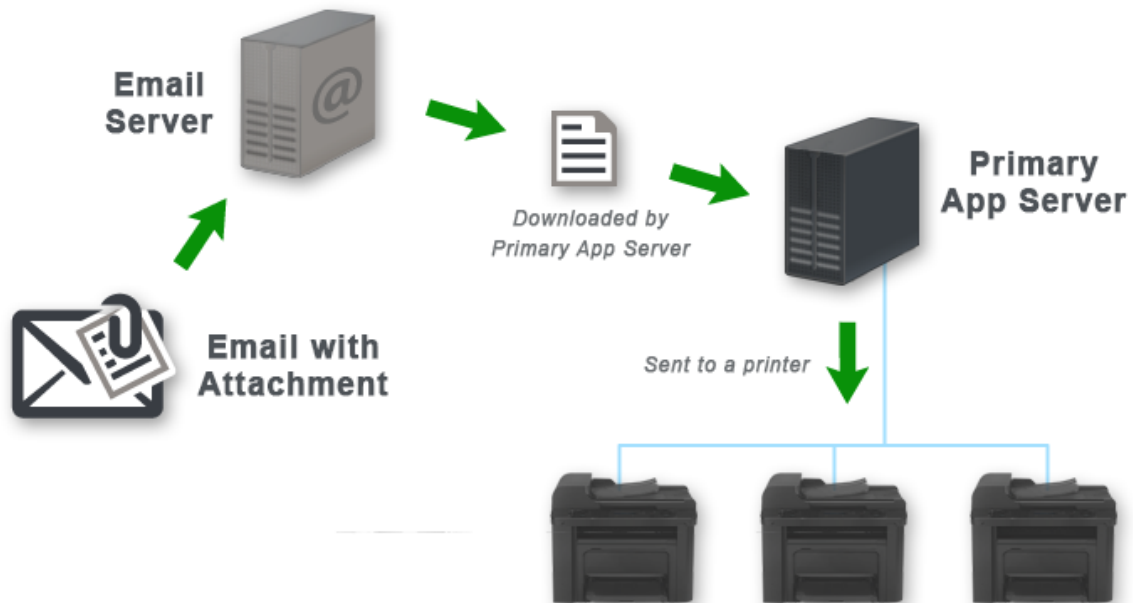 Email
Server
@
Downloaded by
Primary App Server
Primary
App Server
Email with
Attachment
Sent to a printer